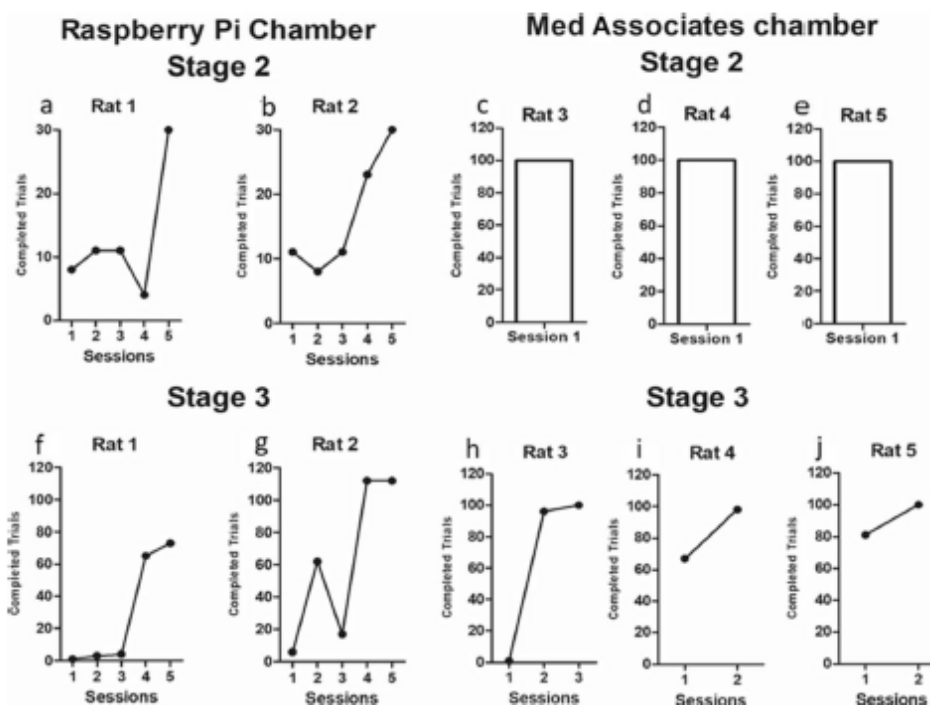 Raspberry Pi Chamber
Med Associates chamber
Stage 2
Stage 2
a
Rat 1
b
Rat 2
c
Rat 3
d
Rat 4
e
Rat 5
Completed Trials
30
20
10
0
1 2 3 4 5
Sessions
Completed Trials
30
20
10
0
1 2 3 4 5
Sessions
Completed Trials
120
100
80
60
40
20
0
Session 1
Completed Trials
120
100
80
60
40
20
0
Session 1
Completed Trials
120
100
80
60
40
20
0
Session 1
Stage 3
Stage 3
f
Rat 1
g
Rat 2
h
Rat 3
i
Rat 4
j
Rat 5
Completed Trials
120
100
80
60
40
20
0
1 2 3 4 5
Sessions
Completed Trials
120
100
80
60
40
20
0
1 2 3 4 5
Sessions
Completed Trials
120
100
80
60
40
20
0
1 2 3
Sessions
Completed Trials
120
100
80
60
40
20
0
1 2
Sessions
Completed Trials
120
100
80
60
40
20
0
1 2
Sessions